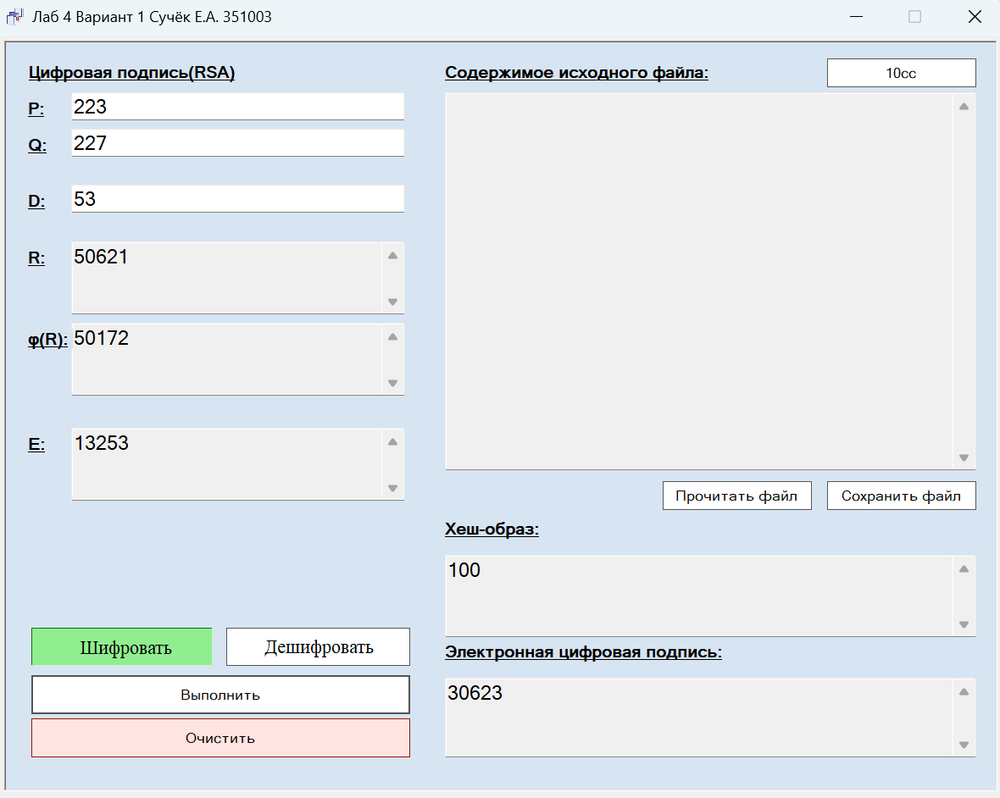 Лаб 4 Вариант 1 Сучёк Е.А. 351003
Цифровая подпись(RSA)
P: 223
Q: 227
D: 53
R: 50621
φ(R): 50172
E: 13253
Шифровать
Дешифровать
Выполнить
Очистить
Содержимое исходного файла:
10сс
Прочитать файл
Сохранить файл
Хеш-образ:
100
Электронная цифровая подпись:
30623